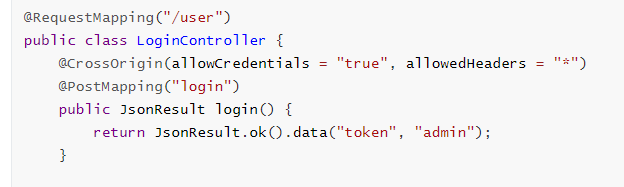 @RequestMapping("/user")
public class LoginController {
    @CrossOrigin(allowCredentials = "true", allowedHeaders = "*")
    @PostMapping("login")
    public JsonResult login() {
        return JsonResult.ok().data("token", "admin");
    }